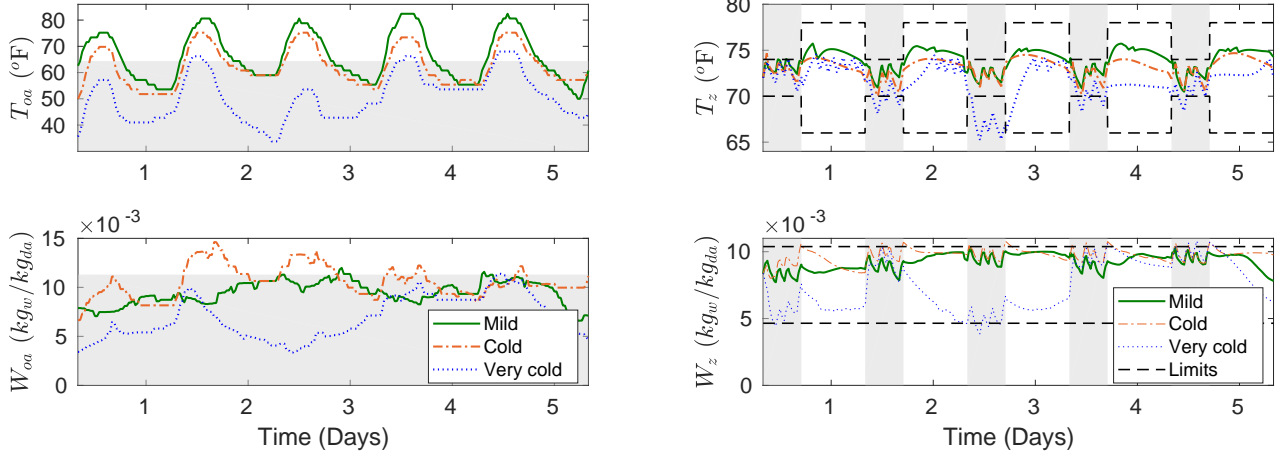 T_oa (°F)
80
70
60
50
40
1 2 3 4 5
×10 -3
W_oa (kg_w/kg_da)
15
10
5
0
Mild
Cold
Very cold
1 2 3 4 5
Time (Days)
T_z (°F)
80
75
70
65
1 2 3 4 5
×10 -3
W_z (kg_w/kg_da)
10
5
0
Mild
Cold
Very cold
Limits
1 2 3 4 5
Time (Days)